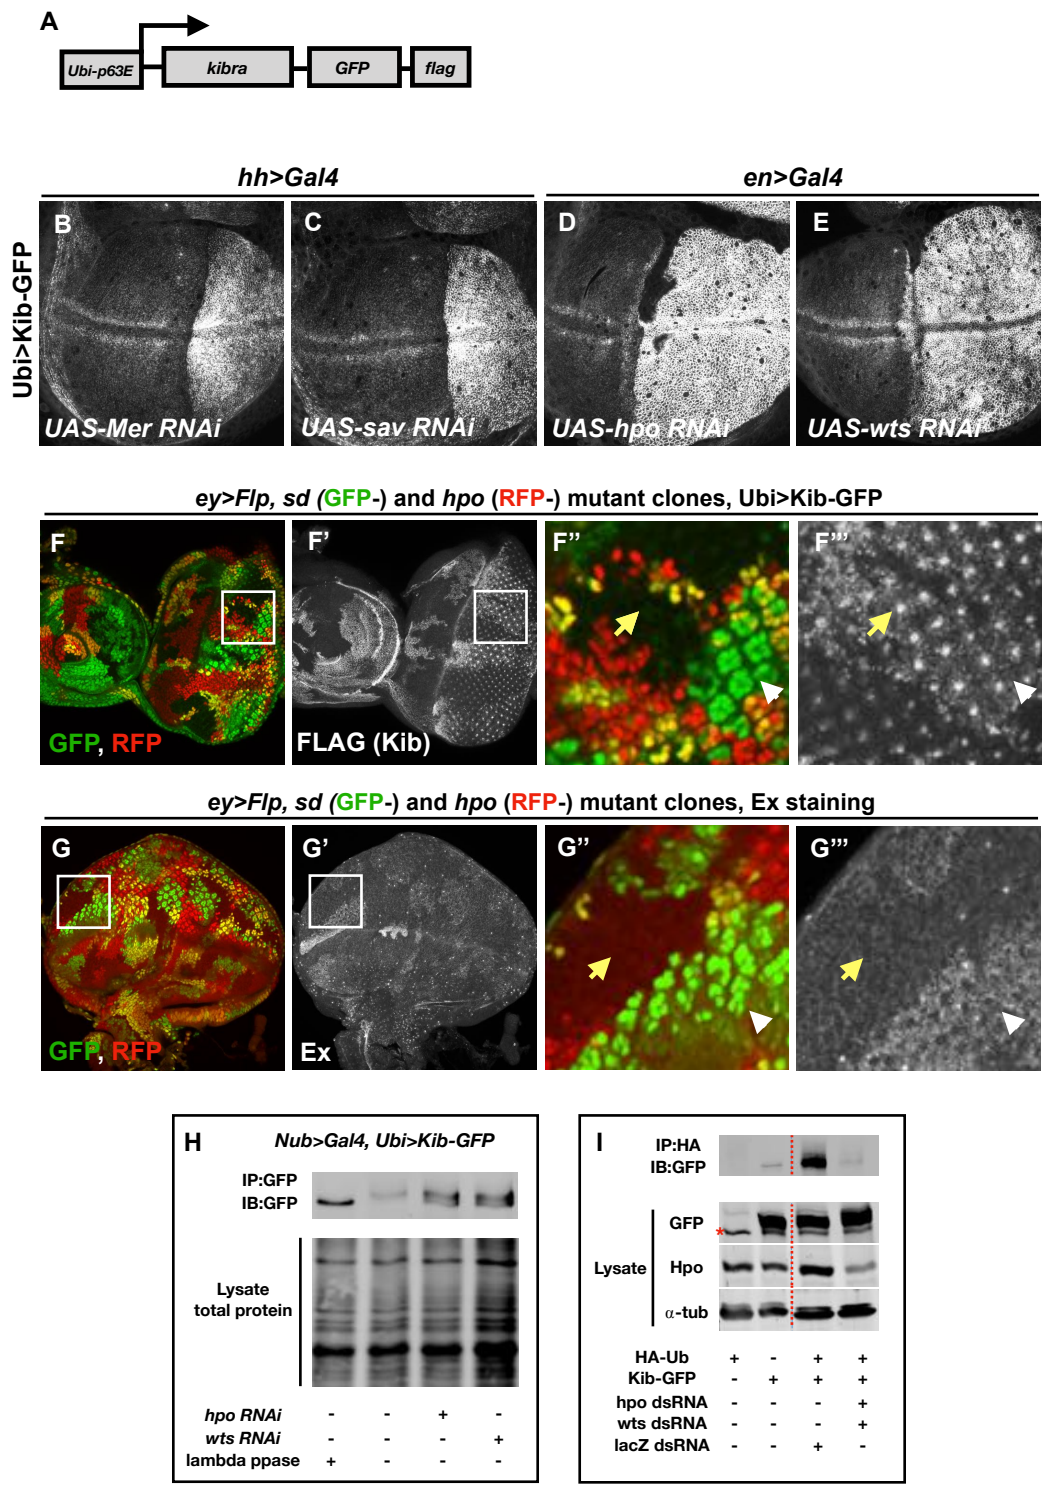 A
Ubi-p63E kibra GFP flag
hh>Gal4 en>Gal4
Ubi>Kib-GFP
B C D E
UAS-Mer RNAi UAS-sav RNAi UAS-hpo RNAi UAS-wts RNAi
ey>Flp, sd (GFP-) and hpo (RFP-) mutant clones, Ubi>Kib-GFP
F F' F'' F'''
GFP, RFP FLAG (Kib)
ey>Flp, sd (GFP-) and hpo (RFP-) mutant clones, Ex staining
G G' G'' G'''
GFP, RFP Ex
H Nub>Gal4, Ubi>Kib-GFP
IP:GFP
IB:GFP
Lysate
total protein
hpo RNAi - - + -
wts RNAi - - - +
lambda ppase + - - -
I
IP:HA
IB:GFP
GFP
*
Lysate Hpo
α-tub
HA-Ub + - + +
Kib-GFP - + + +
hpo dsRNA - - - +
wts dsRNA - - - +
lacZ dsRNA - - + -